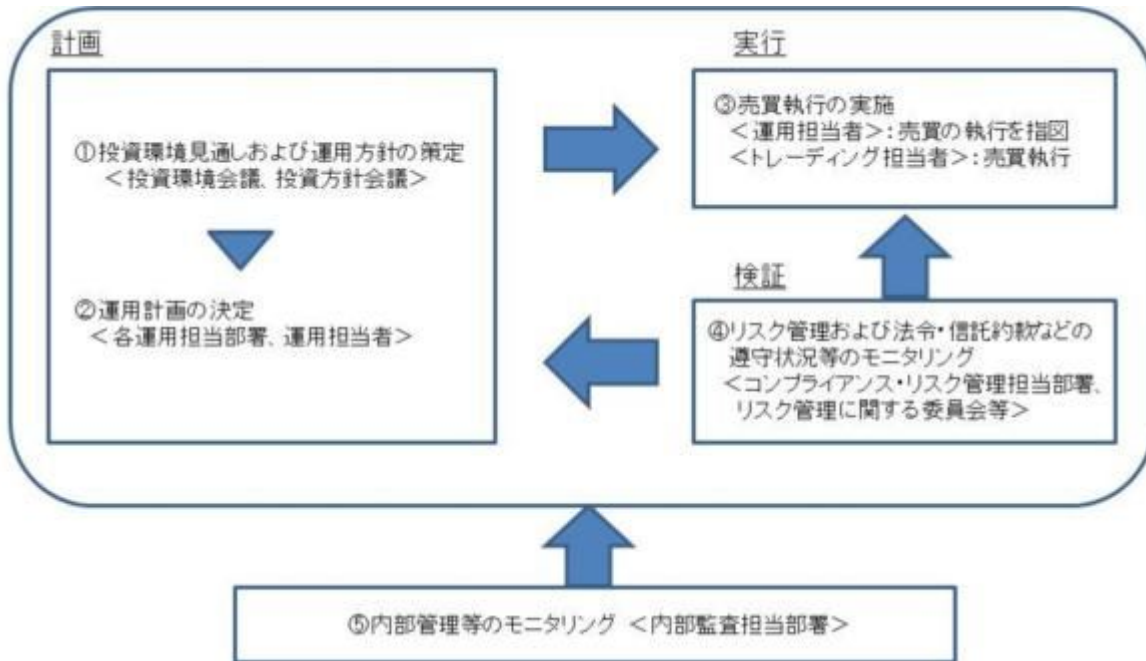 計画
①投資環境見通しおよび運用方針の策定
＜投資環境会議、投資方針会議＞
②運用計画の決定
＜各運用担当部署、運用担当者＞
実行
③売買執行の実施
＜運用担当者＞：売買の執行を指図
＜トレーディング担当者＞：売買執行
検証
④リスク管理および法令・信託約款などの
遵守状況等のモニタリング
＜コンプライアンス・リスク管理担当部署、
リスク管理に関する委員会等＞
⑤内部管理等のモニタリング ＜内部監査担当部署＞